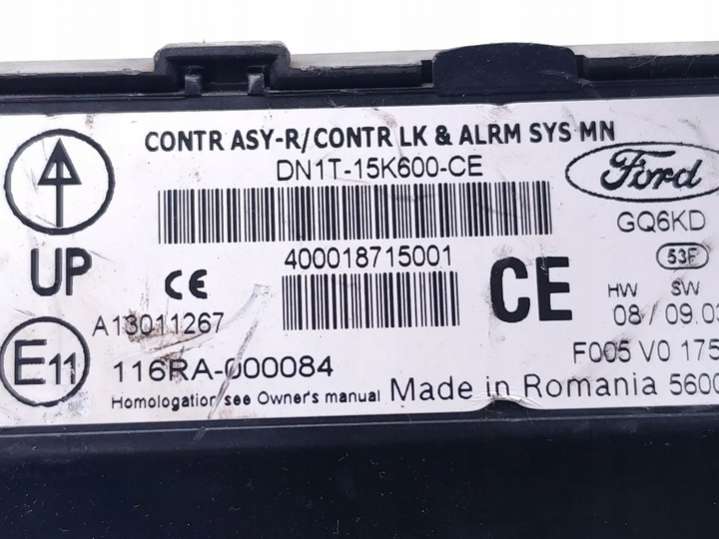 CONTR ASY-R/CONTR LK & ALRM SYS MN
DN1T-15K600-CE
Ford
GQ6KD
UP
400018715001
53F
CE
CE
HW SW
A13011267
08/09.03
E11
116RA-000084
F005 V0 175
Homologation see Owner's manual
Made in Romania 5600